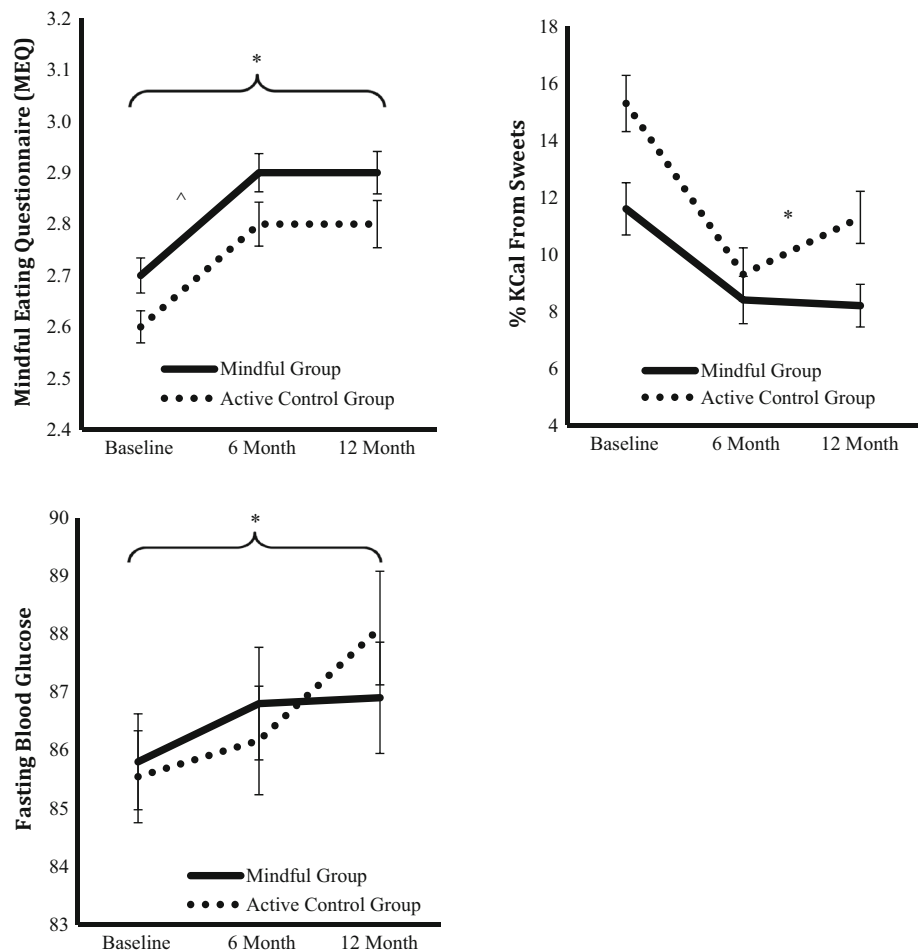 Mindful Eating Questionnaire (MEQ)
3.2
3.1
3.0
2.9
2.8
2.7
2.6
2.5
2.4
*
^
Mindful Group
Active Control Group
Baseline 6 Month 12 Month
% KCal From Sweets
18
16
14
12
10
8
6
4
*
Mindful Group
Active Control Group
Baseline 6 Month 12 Month
Fasting Blood Glucose
90
89
88
87
86
85
84
83
*
Mindful Group
Active Control Group
Baseline 6 Month 12 Month